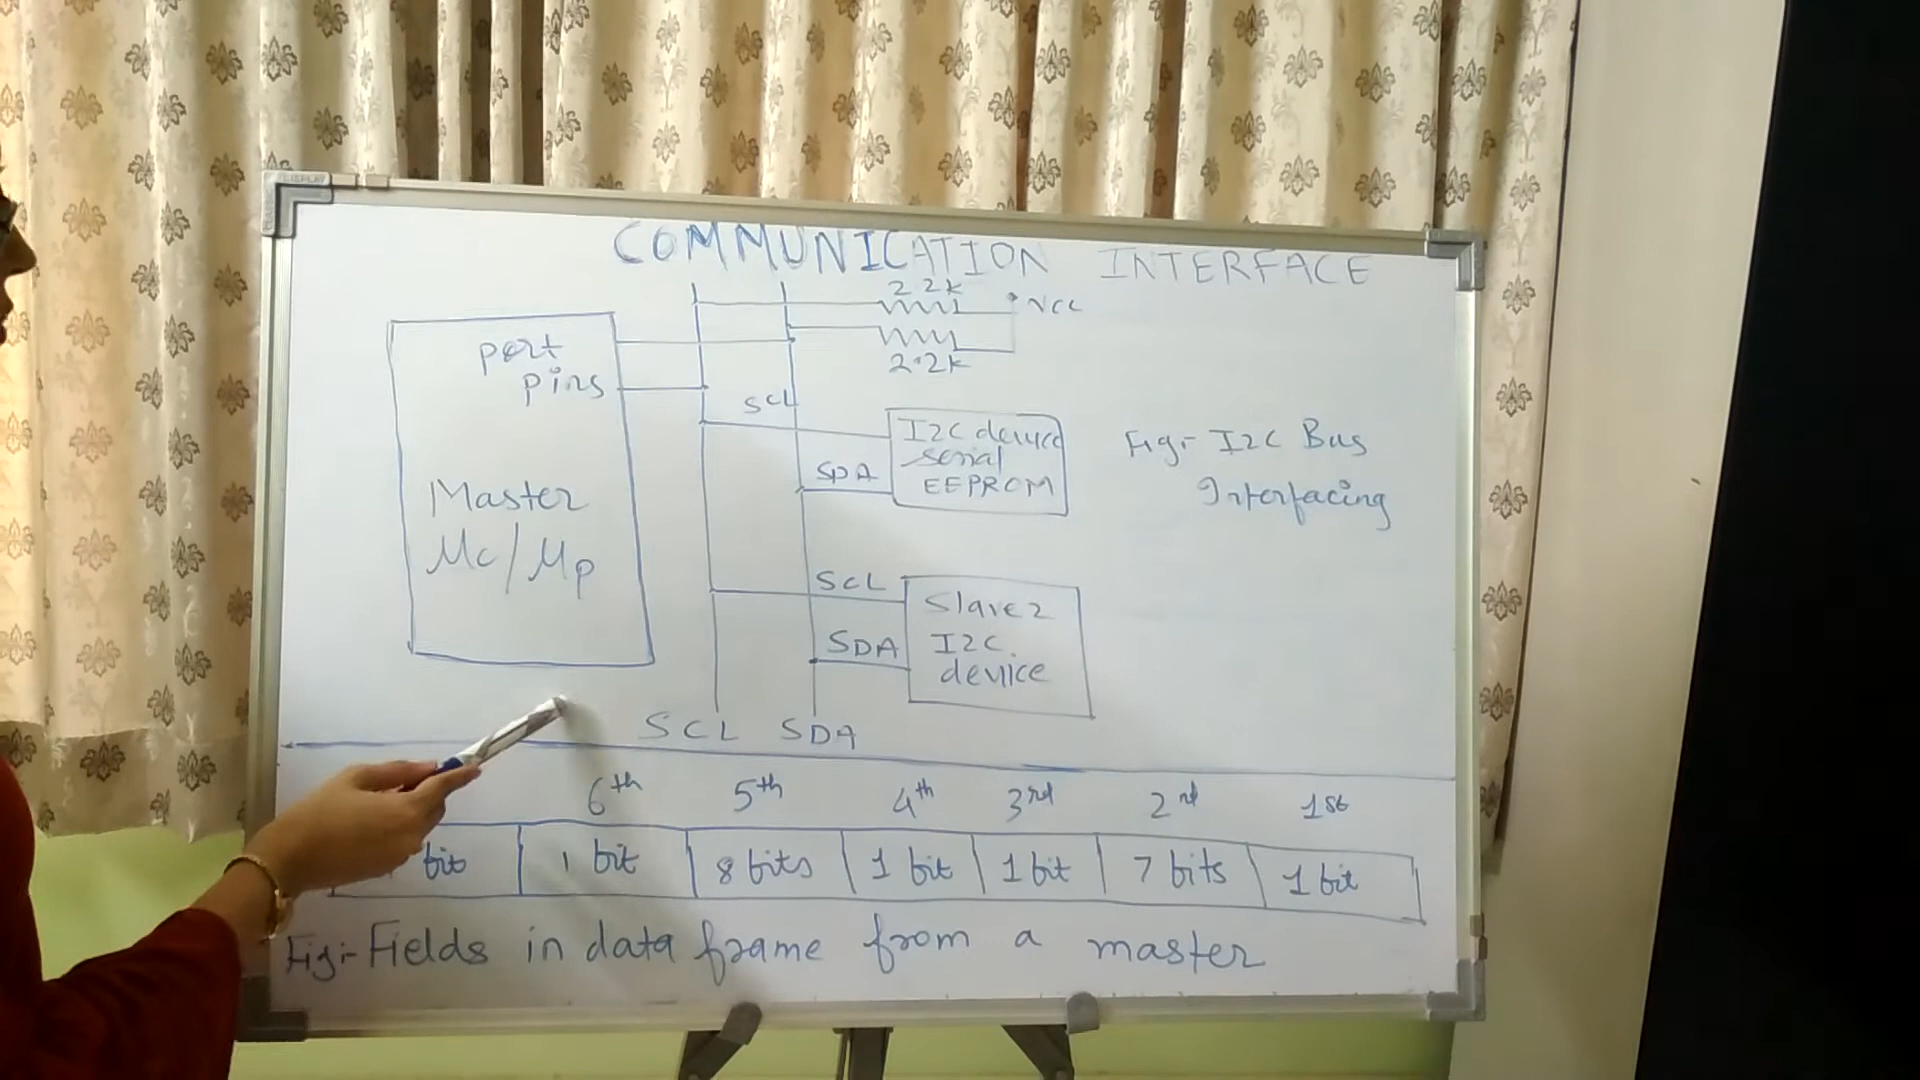 COMMUNICATION INTERFACE
2.2K
VCC
port
pins
2.2K
SCL
I2C device
serial
EEPROM
SDA
Fig:- I2C Bus
Interfacing
Master
Mc/Mp
SCL
SDA
Slave 2
I2C
device
SCL SDA
6th 5th 4th 3rd 2nd 1st
bit 1 bit 8 bits 1 bit 1 bit 7 bits 1 bit
Fig:- Fields in data frame from a master